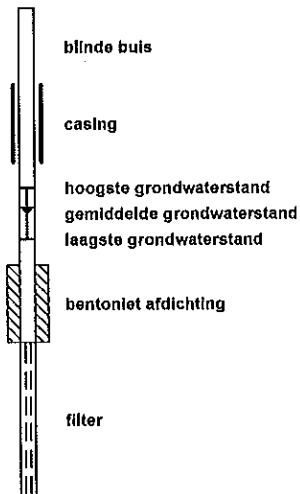 blinde buis
casing
hoogste grondwaterstand
gemiddelde grondwaterstand
laagste grondwaterstand
bentoniet afdichting
filter